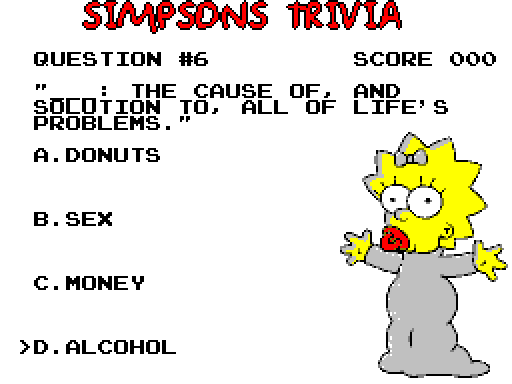 SIMPSONS TRIVIA
QUESTION #6 SCORE 000
"__ : THE CAUSE OF, AND
SOLUTION TO, ALL OF LIFE'S
PROBLEMS."
A.DONUTS
B.SEX
C.MONEY
>D.ALCOHOL